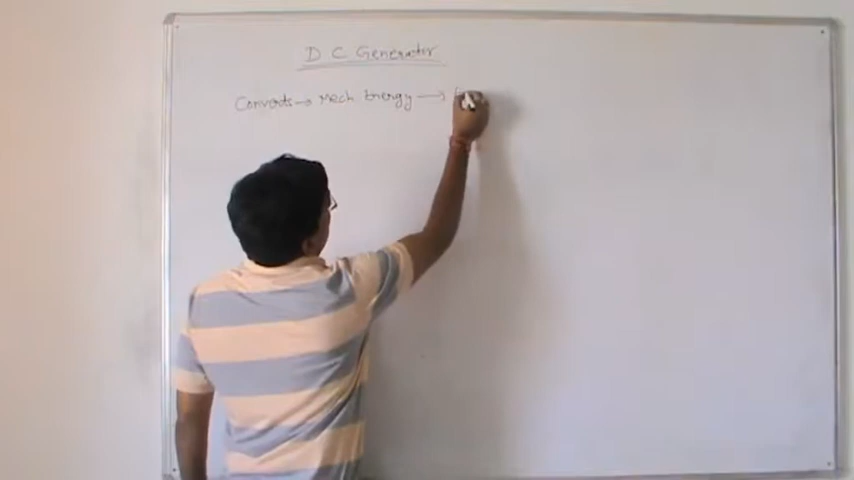 D C Generator
Converts → Mech Energy →